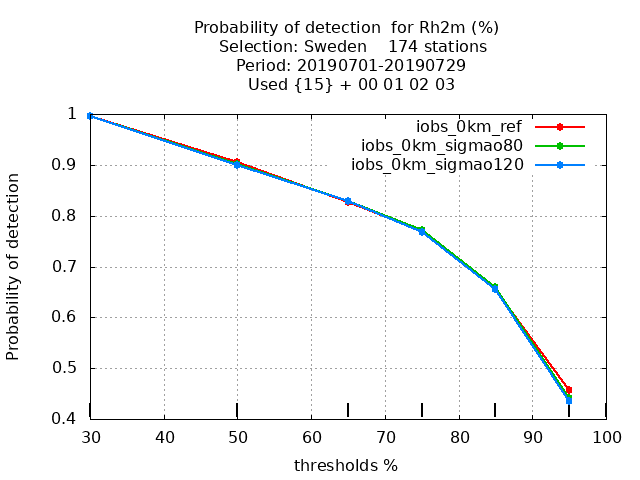 Probability of detection  for Rh2m (%)
Selection: Sweden    174 stations
Period: 20190701-20190729
Used {15} + 00 01 02 03
iobs_0km_ref
iobs_0km_sigmao80
iobs_0km_sigmao120
Probability of detection
1
0.9
0.8
0.7
0.6
0.5
0.4
30 40 50 60 70 80 90 100
thresholds %